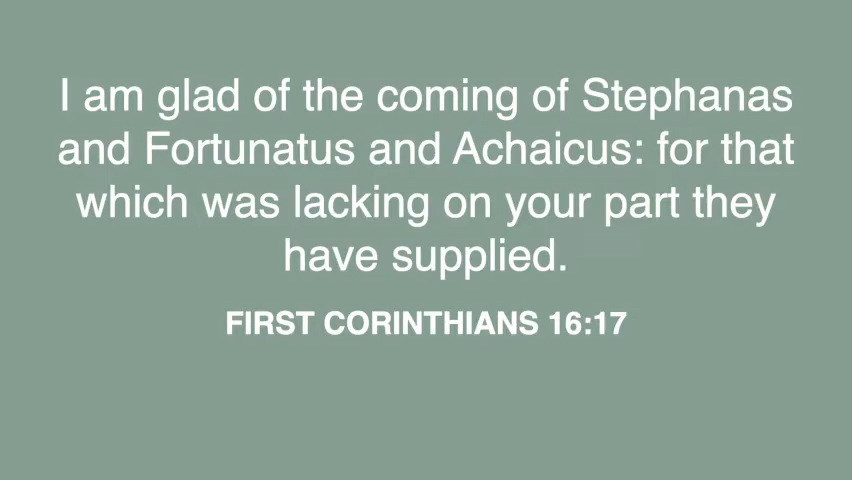 I am glad of the coming of Stephanas
and Fortunatus and Achaicus: for that
which was lacking on your part they
have supplied.
FIRST CORINTHIANS 16:17